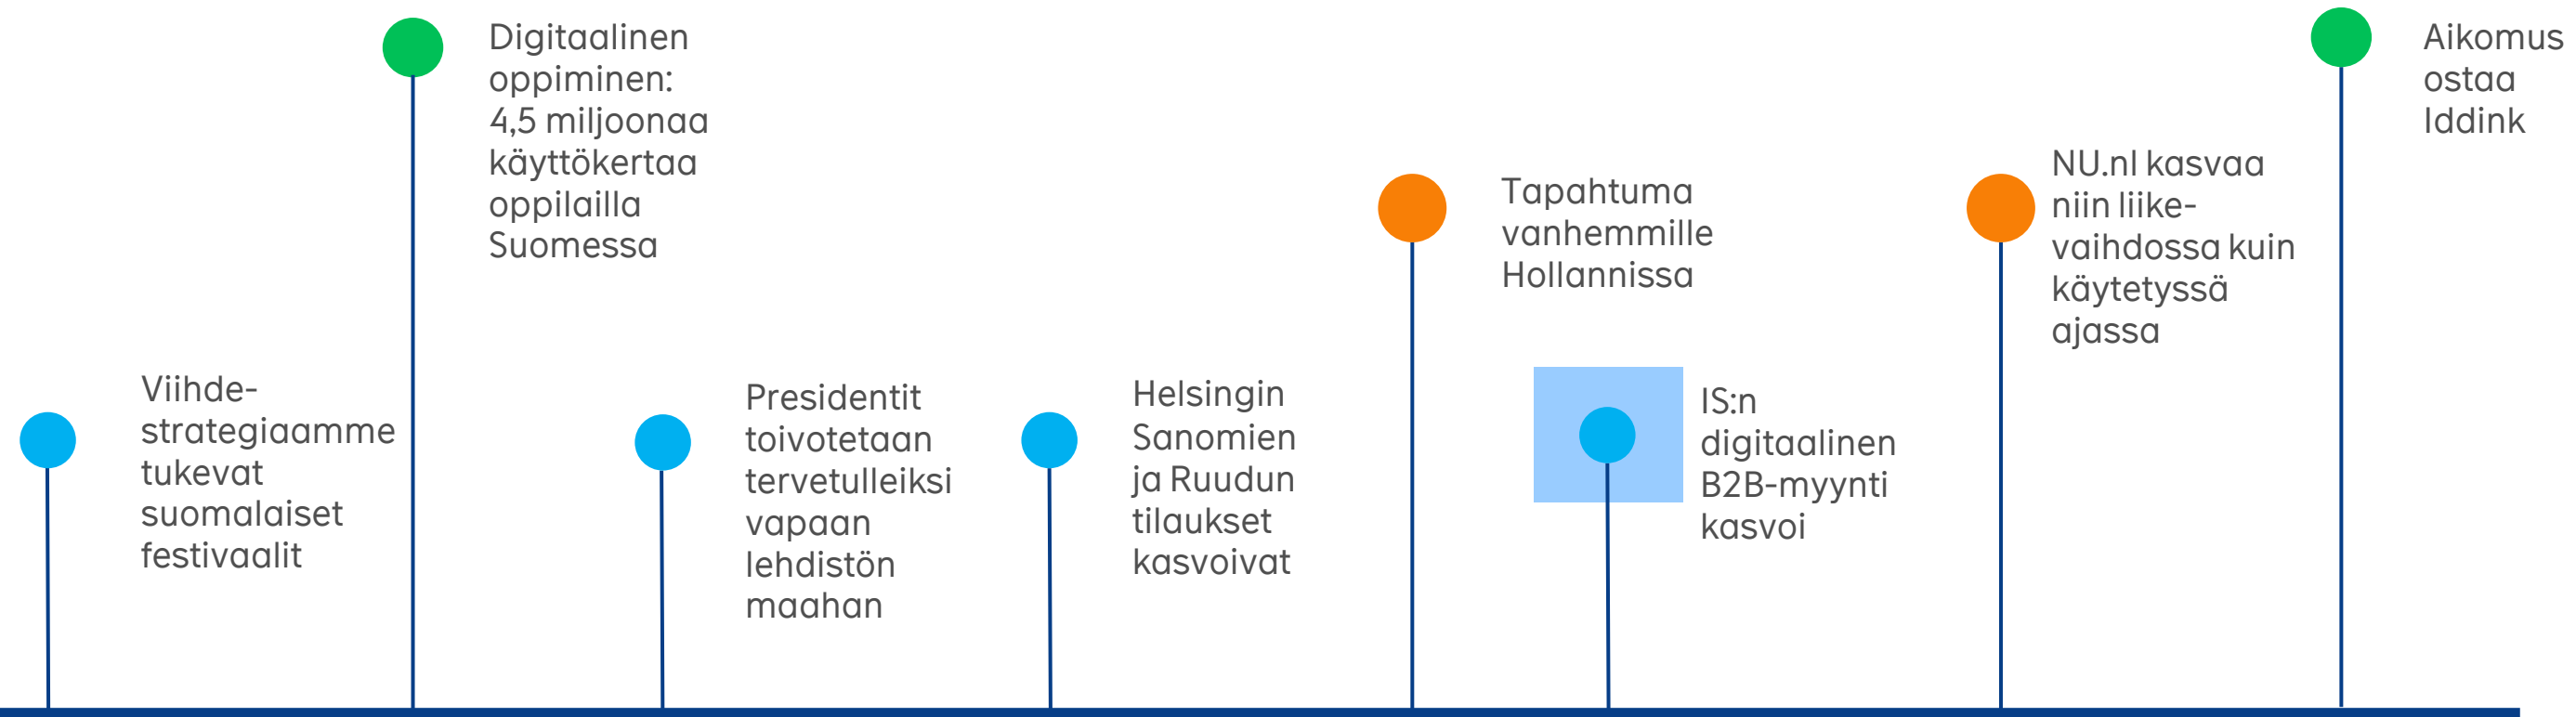 Digitaalinen
oppiminen:
4,5 miljoonaa
käyttökertaa
oppilailla
Suomessa
Aikomus
ostaa
Iddink
NU.nl kasvaa
niin liike-
vaihdossa kuin
käytetyssä
ajassa
Tapahtuma
vanhemmille
Hollannissa
Viihde-
strategiaamme
tukevat
suomalaiset
festivaalit
Presidentit
toivotetaan
tervetulleiksi
vapaan
lehdistön
maahan
Helsingin
Sanomien
ja Ruudun
tilaukset
kasvoivat
IS:n
digitaalinen
B2B-myynti
kasvoi